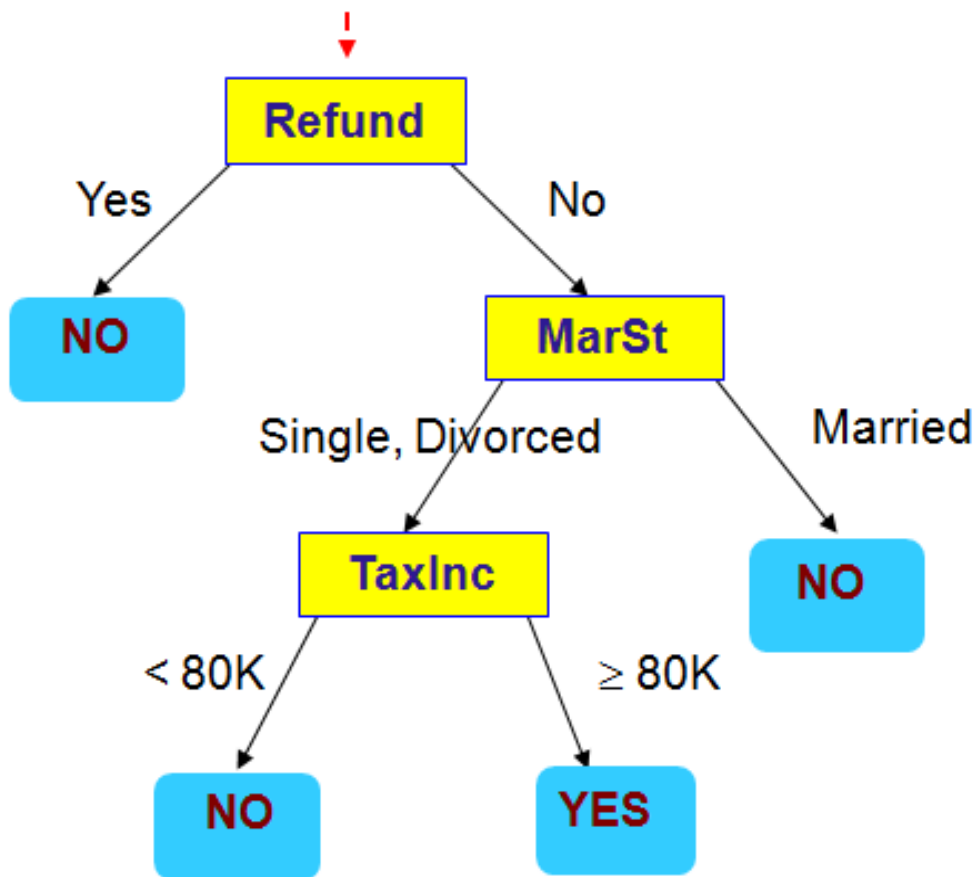 Refund
Yes
No
NO
MarSt
Single, Divorced
Married
TaxInc
NO
< 80K
≥ 80K
NO
YES